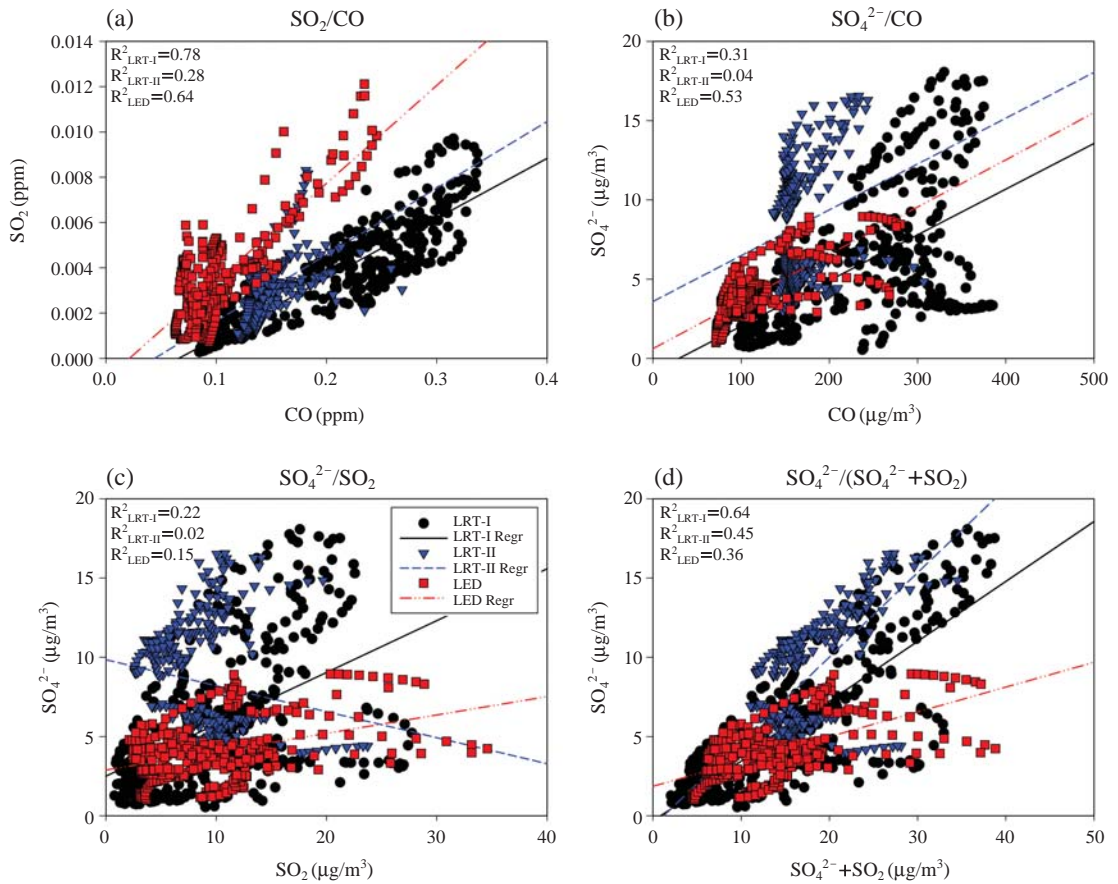 (a) SO₂/CO
R²LRT-I=0.78
R²LRT-II=0.28
R²LED=0.64
SO₂ (ppm)
0.014
0.012
0.010
0.008
0.006
0.004
0.002
0.000
0.0 0.1 0.2 0.3 0.4
CO (ppm)
(b) SO₄²⁻/CO
R²LRT-I=0.31
R²LRT-II=0.04
R²LED=0.53
SO₄²⁻ (μg/m³)
20
15
10
5
0
0 100 200 300 400 500
CO (μg/m³)
(c) SO₄²⁻/SO₂
R²LRT-I=0.22
R²LRT-II=0.02
R²LED=0.15
LRT-I
LRT-I Regr
LRT-II
LRT-II Regr
LED
LED Regr
SO₄²⁻ (μg/m³)
20
15
10
5
0
0 10 20 30 40
SO₂ (μg/m³)
(d) SO₄²⁻/(SO₄²⁻+SO₂)
R²LRT-I=0.64
R²LRT-II=0.45
R²LED=0.36
SO₄²⁻ (μg/m³)
20
15
10
5
0
0 10 20 30 40 50
SO₄²⁻+SO₂ (μg/m³)